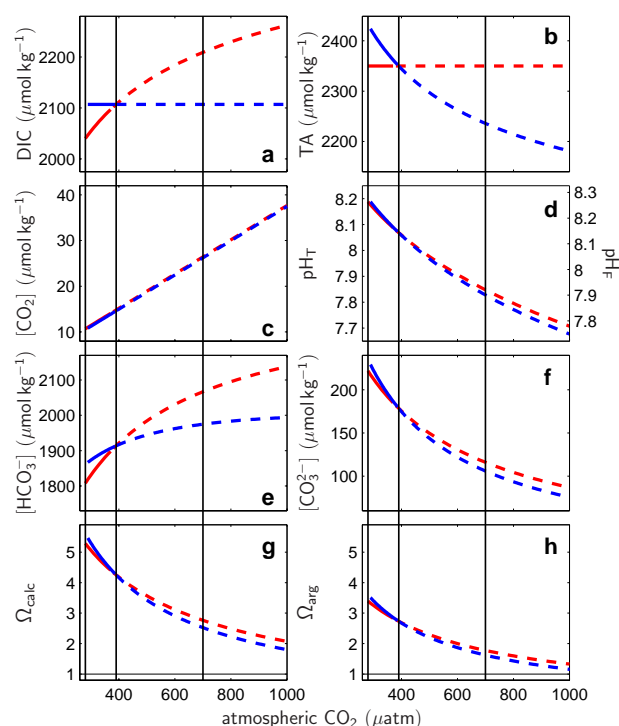 DIC (μmol kg⁻¹)
2200
2100
2000
a
TA (μmol kg⁻¹)
2400
2300
2200
b
[CO₂] (μmol kg⁻¹)
40
30
20
10
c
pH_T
8.2
8.1
8
7.9
7.8
7.7
d
8.2
8.1
8
7.9
7.8
pH_F
[HCO₃⁻] (μmol kg⁻¹)
2100
2000
1900
1800
e
[CO₃²⁻] (μmol kg⁻¹)
200
150
100
f
Ω_calc
5
4
3
2
1
g
400 600 800 1000
Ω_arg
5
4
3
2
1
h
400 600 800 1000
atmospheric CO₂ (μatm)